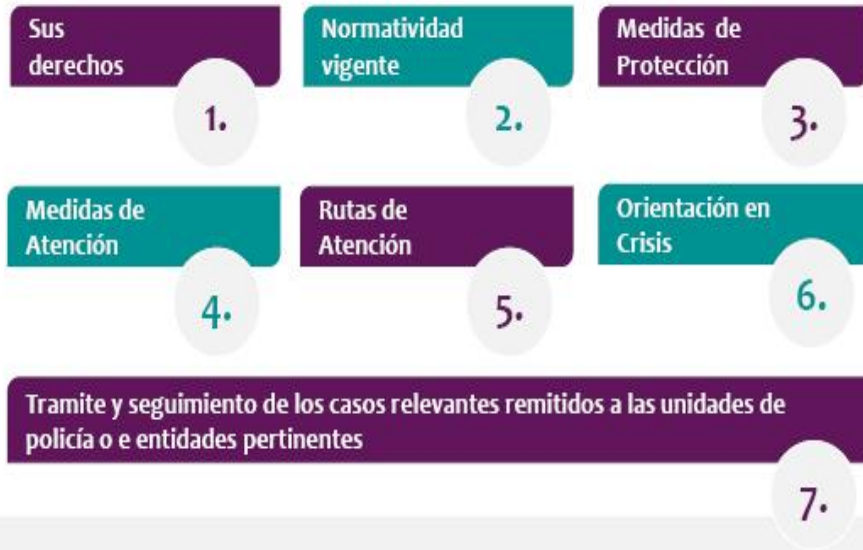 Sus
derechos
1.
Normatividad
vigente
2.
Medidas de
Protección
3.
Medidas de
Atención
4.
Rutas de
Atención
5.
Orientación en
Crisis
6.
Tramite y seguimiento de los casos relevantes remitidos a las unidades de
policía o e entidades pertinentes
7.